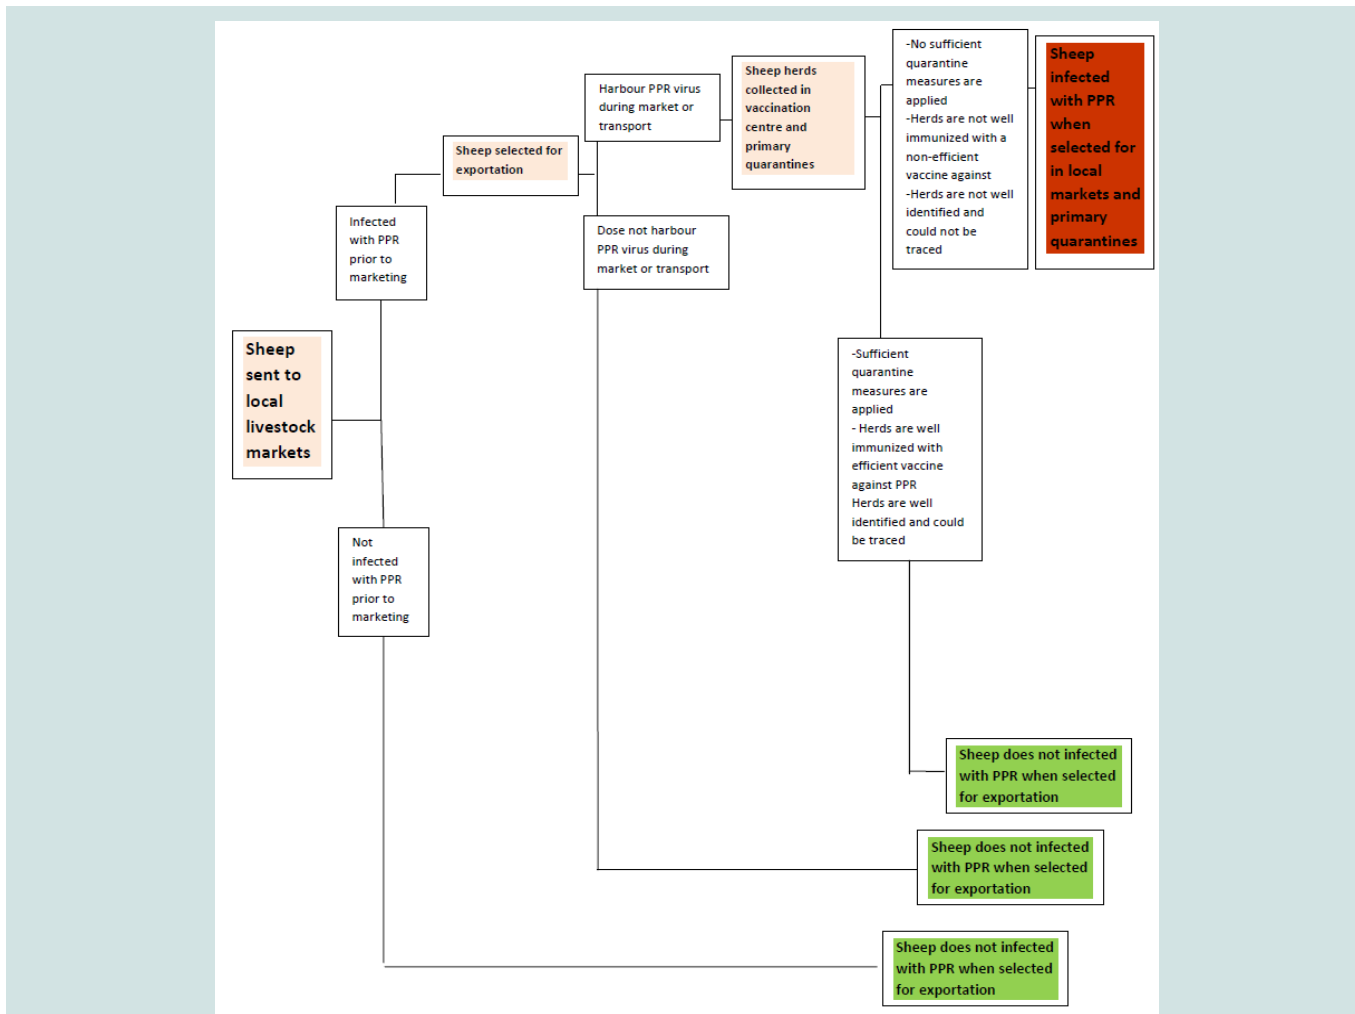 Sheep
sent to
local
livestock
markets
Infected
with PPR
prior to
marketing
Not
infected
with PPR
prior to
marketing
Sheep selected for
exportation
Harbour PPR virus
during market or
transport
Dose not harbour
PPR virus during
market or transport
Sheep herds
collected in
vaccination
centre and
primary
quarantines
-No sufficient
quarantine
measures are
applied
-Herds are not well
immunized with a
non-efficient
vaccine against
-Herds are not well
identified and
could not be
traced
Sheep
infected
with PPR
when
selected for
in local
markets and
primary
quarantines
-Sufficient
quarantine
measures are
applied
- Herds are well
immunized with
efficient vaccine
against PPR
Herds are well
identified and could
be traced
Sheep does not infected
with PPR when selected
for exportation
Sheep does not infected
with PPR when selected
for exportation
Sheep does not infected
with PPR when selected
for exportation